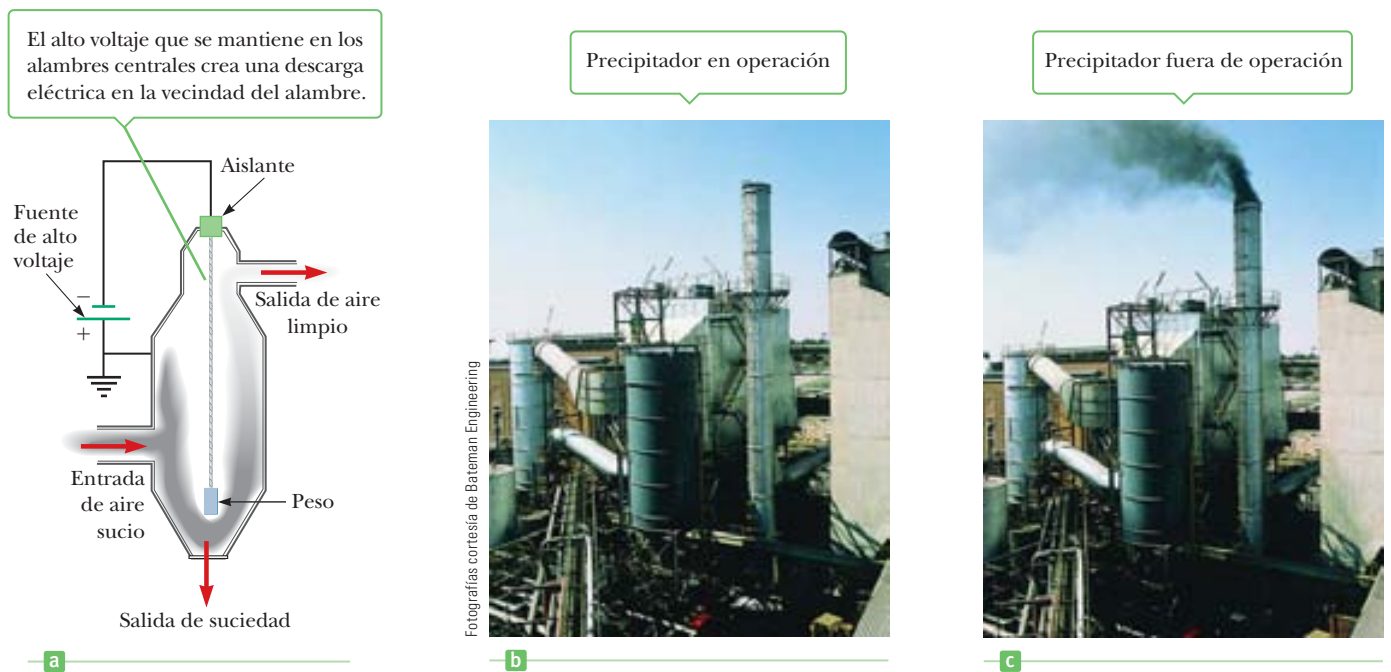 El alto voltaje que se mantiene en los
alambres centrales crea una descarga
eléctrica en la vecindad del alambre.
Aislante
Fuente
de alto
voltaje
−
+
Salida de aire
limpio
Entrada
de aire
sucio
Peso
Salida de suciedad
a
Precipitador en operación
Fotografías cortesía de Bateman Engineering
b
Precipitador fuera de operación
c